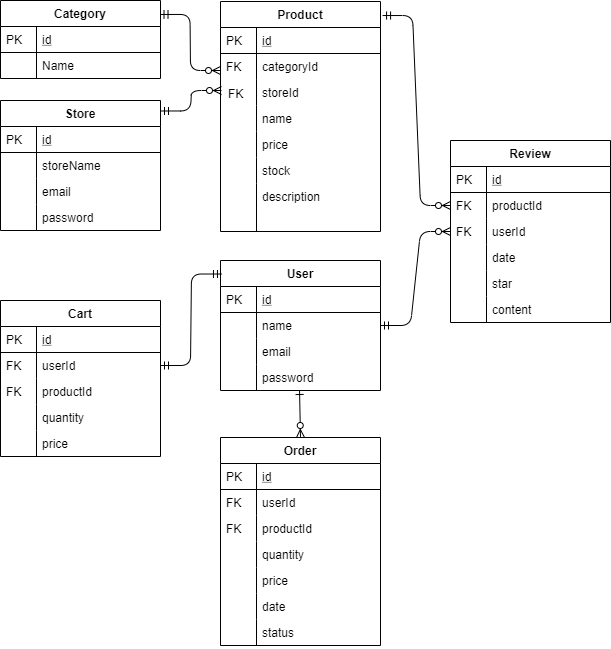 Category
PK id
Name
Store
PK id
storeName
email
password
Product
PK id
FK categoryId
FK storeId
name
price
stock
description
Review
PK id
FK productId
FK userId
date
star
content
User
PK id
name
email
password
Cart
PK id
FK userId
FK productId
quantity
price
Order
PK id
FK userId
FK productId
quantity
price
date
status